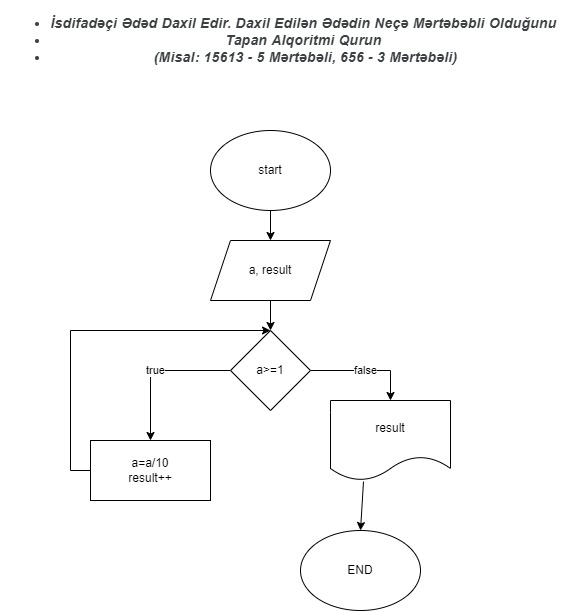 İsdifadəçi Ədəd Daxil Edir. Daxil Edilən Ədədin Neçə Mərtəbəbli Olduğunu
Tapan Alqoritmi Qurun
(Misal: 15613 - 5 Mərtəbəli, 656 - 3 Mərtəbəli)
start
a, result
a>=1
true
false
a=a/10
result++
result
END